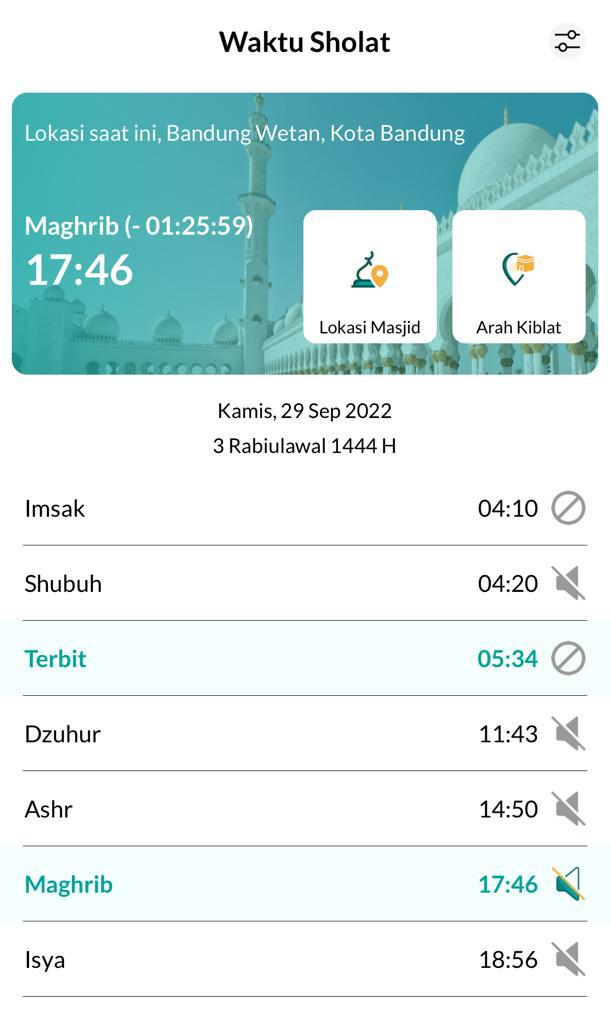 Waktu Sholat
Lokasi saat ini, Bandung Wetan, Kota Bandung
Maghrib (- 01:25:59)
17:46
Lokasi Masjid
Arah Kiblat
Kamis, 29 Sep 2022
3 Rabiulawal 1444 H
Imsak 04:10
Shubuh 04:20
Terbit 05:34
Dzuhur 11:43
Ashr 14:50
Maghrib 17:46
Isya 18:56